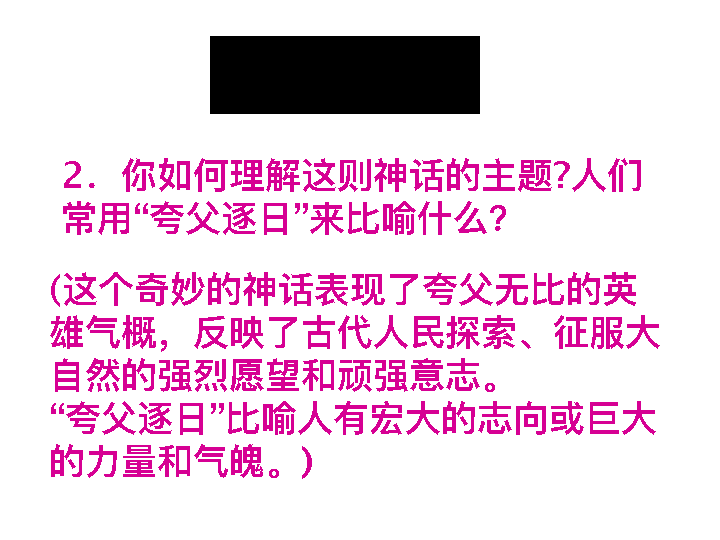 2．你如何理解这则神话的主题?人们
常用“夸父逐日”来比喻什么?
(这个奇妙的神话表现了夸父无比的英
雄气概，反映了古代人民探索、征服大
自然的强烈愿望和顽强意志。
“夸父逐日”比喻人有宏大的志向或巨大
的力量和气魄。)